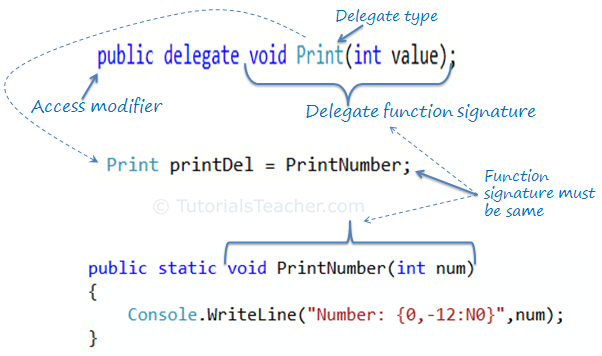 Delegate type
public delegate void Print(int value);
Access modifier
Delegate function signature
Print printDel = PrintNumber;
Function
signature must
be same
© TutorialsTeacher.com
public static void PrintNumber(int num)
{
Console.WriteLine("Number: {0,-12:N0}",num);
}